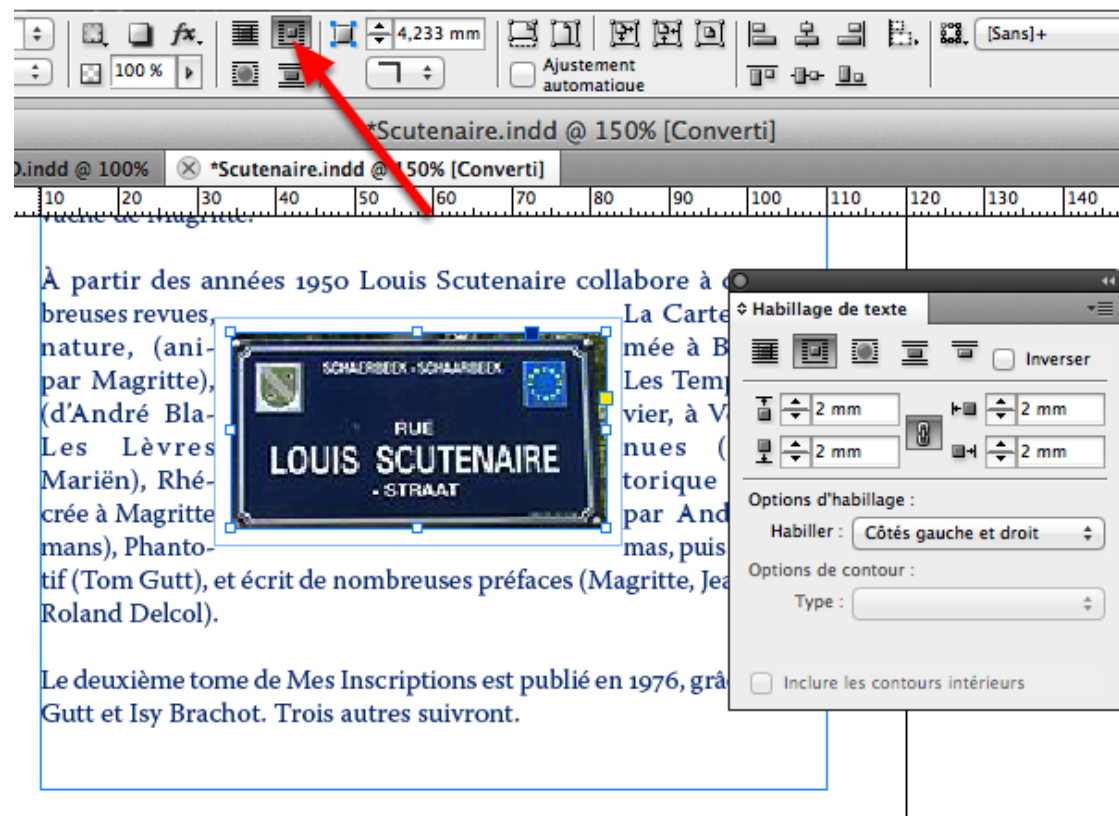 fx.
4,233 mm
[Sans]+
100 %
Ajustement
automatique
*Scutenaire.indd @ 150% [Converti]
.indd @ 100%
*Scutenaire.indd @ 150% [Converti]
10 20 30 40 50 60 70 80 90 100 110 120 130 140
vache de Magritte.
À partir des années 1950 Louis Scutenaire collabore à
breuses revues, La Carte
nature, (ani- mée à B
par Magritte), Les Temp
(d'André Bla- vier, à V
Les Lèvres nues (
Mariën), Rhé- torique
crée à Magritte par And
mans), Phanto- mas, puis
tif (Tom Gutt), et écrit de nombreuses préfaces (Magritte, Jea
Roland Delcol).
Le deuxième tome de Mes Inscriptions est publié en 1976, grâ
Gutt et Isy Brachot. Trois autres suivront.
SCHAERBEEK - SCHAARBEEK
RUE
LOUIS SCUTENAIRE
- STRAAT
Habillage de texte
Inverser
2 mm 2 mm
2 mm 2 mm
Options d'habillage :
Habiller : Côtés gauche et droit
Options de contour :
Type :
Inclure les contours intérieurs